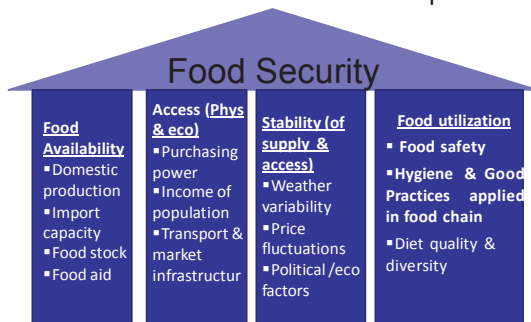 Food Security
Food
Availability
▪Domestic
production
▪Import
capacity
▪Food stock
▪Food aid
Access (Phys
& eco)
▪Purchasing
power
▪Income of
population
▪Transport &
market
infrastructur
Stability (of
supply &
access)
▪Weather
variability
▪Price
fluctuations
▪Political /eco
factors
Food utilization
▪ Food safety
▪Hygiene & Good
Practices applied
in food chain
▪Diet quality &
diversity